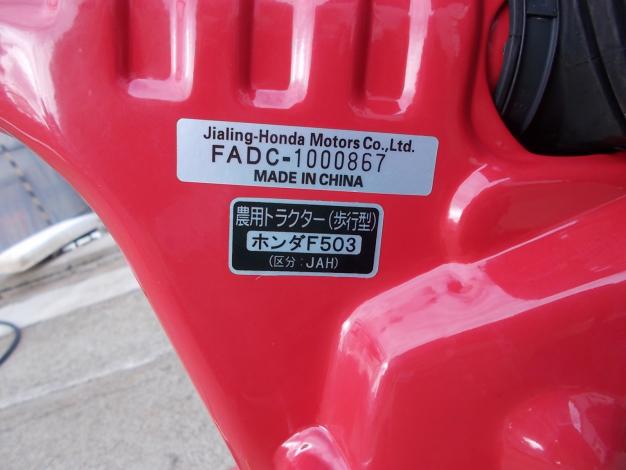 Jialing-Honda Motors Co.,Ltd.
FADC-1000867
MADE IN CHINA
農用トラクター(歩行型)
ホンダF503
(区分:JAH)